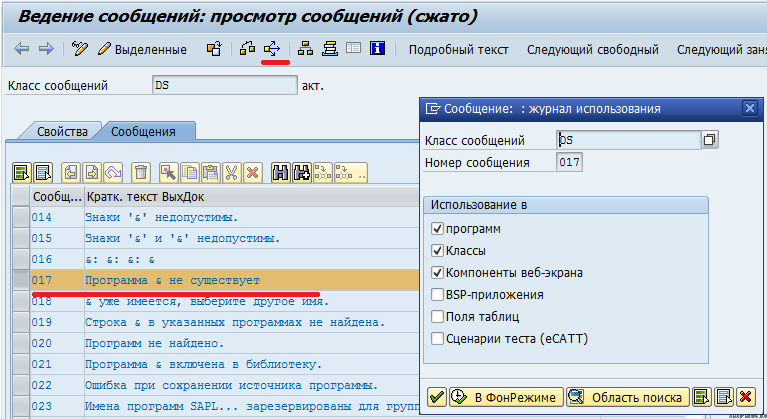 Ведение сообщений: просмотр сообщений (сжато)
Выделенные
Подробный текст
Следующий свободный
Следующий заня
Класс сообщений
DS
акт.
Свойства
Сообщения
Сообщ...
Кратк. текст ВыхДок
014 Знаки '&' недопустимы.
015 Знаки '&' и '&' недопустимы.
016 &: &: &: &
017 Программа & не существует
018 & уже имеется, выберите другое имя.
019 Строка & в указанных программах не найдена.
020 Программ не найдено.
021 Программа & включена в библиотеку.
022 Ошибка при сохранении источника программы.
023 Имена программ SAPL... зарезервированы для групп
Сообщение: : журнал использования
Класс сообщений DS
Номер сообщения 017
Использование в
программ
Классы
Компоненты веб-экрана
BSP-приложения
Поля таблиц
Сценарии теста (eCATT)
В ФонРежиме
Область поиска